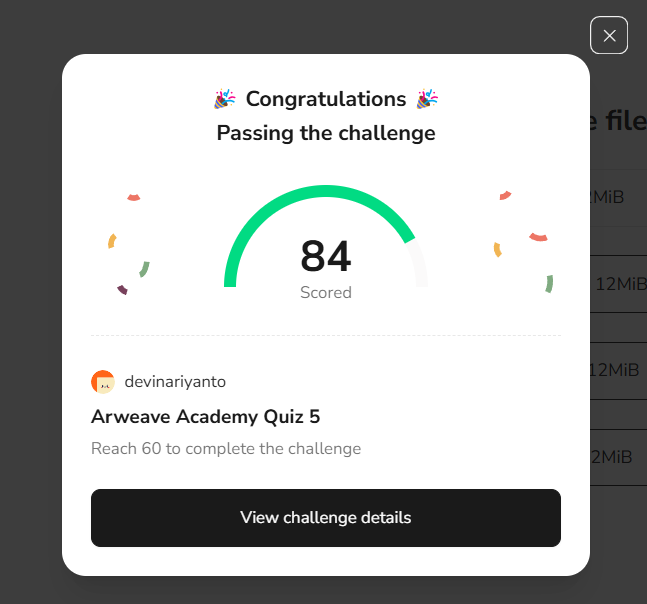 🎉 Congratulations 🎉
Passing the challenge
84
Scored
devinariyanto
Arweave Academy Quiz 5
Reach 60 to complete the challenge
View challenge details
e file
2MiB
12MiB
12MiB
2MiB